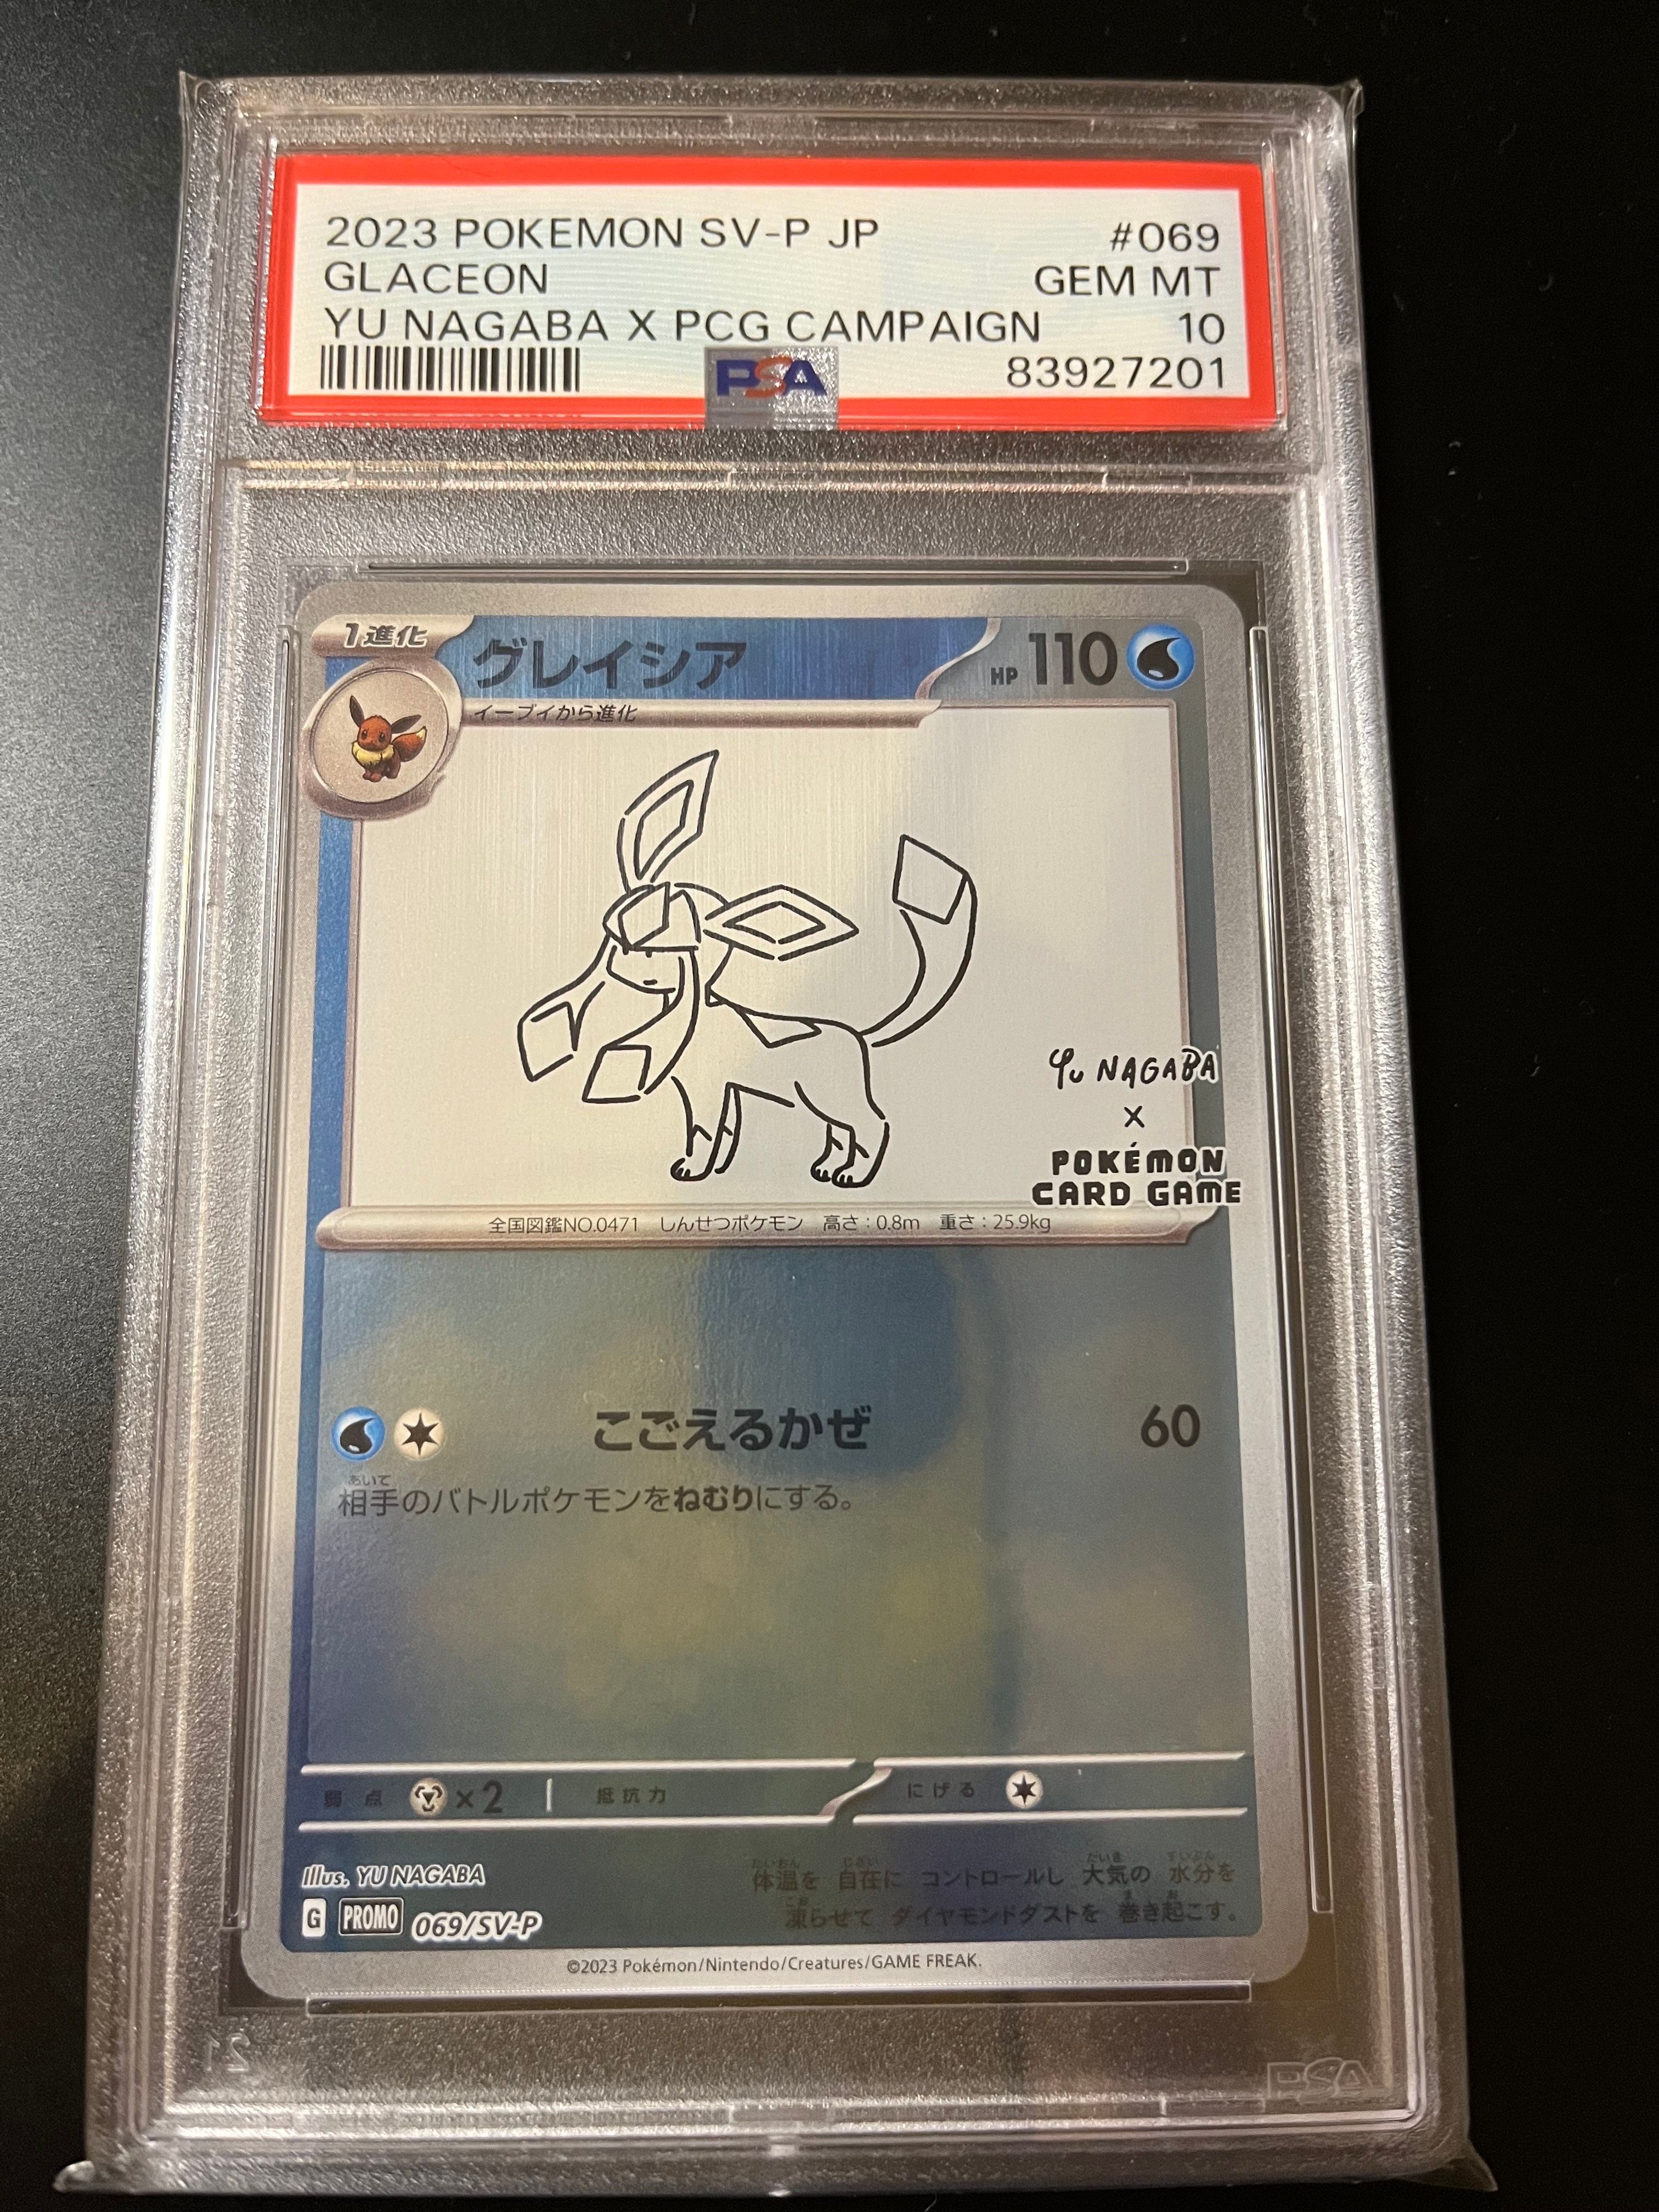 2023 POKEMON SV-P JP #069
GLACEON GEM MT
YU NAGABA X PCG CAMPAIGN 10
PSA 83927201
1進化 グレイシア HP 110
イーブイから進化
YU NAGABA
X
POKÉMON
CARD GAME
全国図鑑NO.0471 しんせつポケモン 高さ:0.8m 重さ:25.9kg
こごえるかぜ 60
あいて
相手のバトルポケモンをねむりにする。
弱点 ×2 抵抗力 にげる
Illus. YU NAGABA
たいおん じざい たいき すいぶん
体温を 自在に コントロールし 大気の 水分を
こお ま お
凍らせて ダイヤモンドダストを 巻き起こす。
G PROMO 069/SV-P
©2023 Pokémon/Nintendo/Creatures/GAME FREAK.
PSA